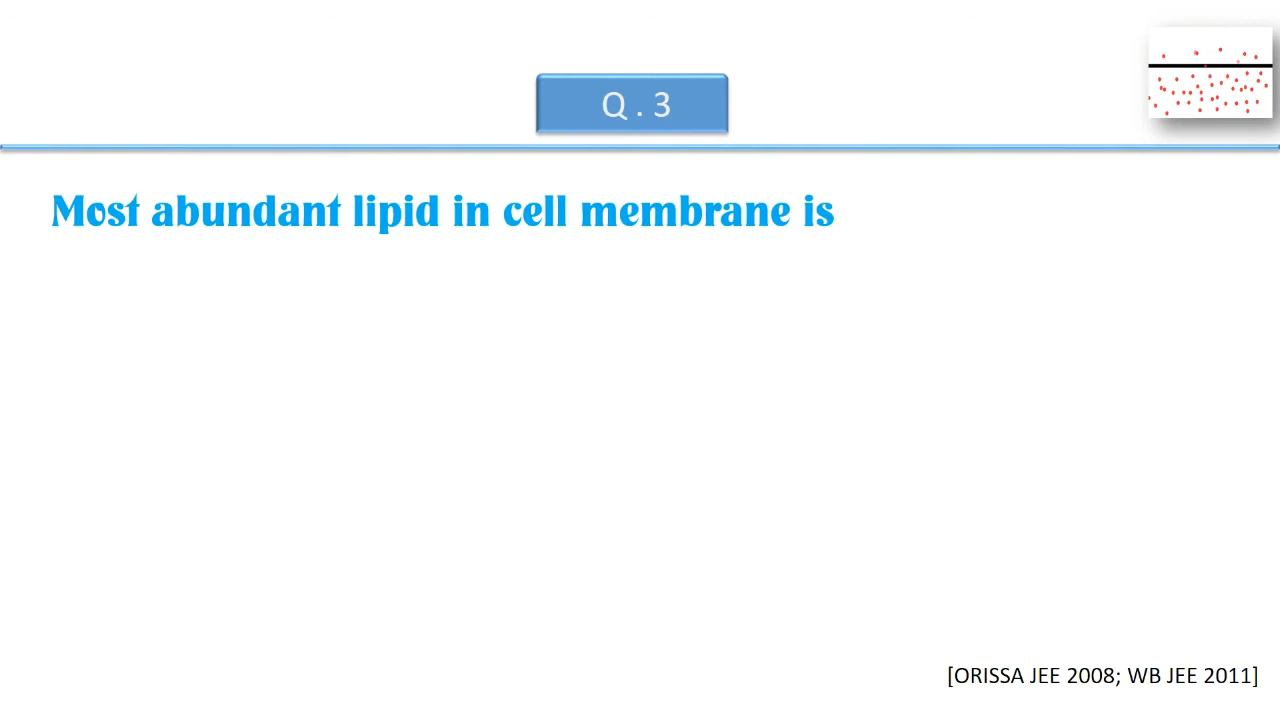 Q . 3
Most abundant lipid in cell membrane is
[ORISSA JEE 2008; WB JEE 2011]